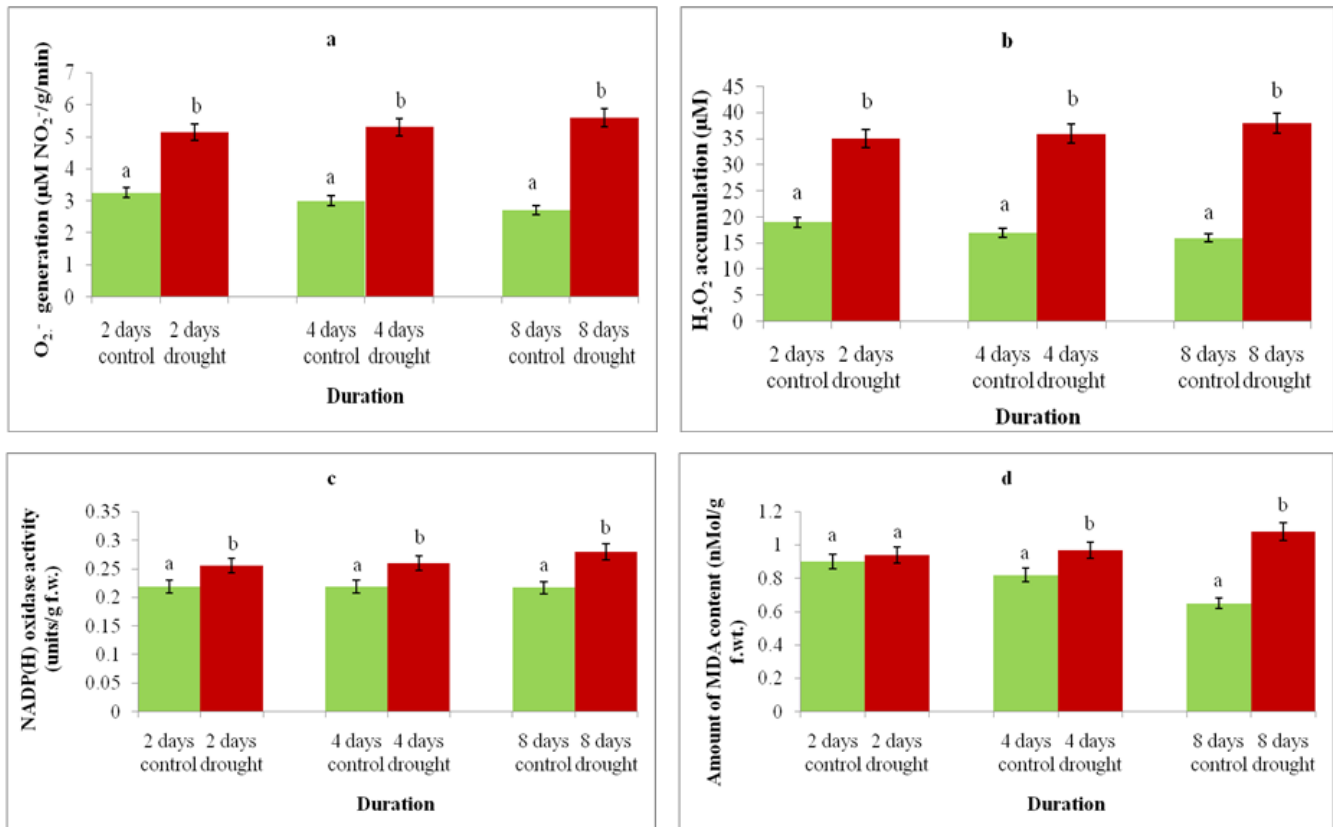 a
O₂.⁻ generation (µM NO₂⁻/g/min)
7
6
5
4
3
2
1
0
a b a b a b
2 days 2 days 4 days 4 days 8 days 8 days
control drought control drought control drought
Duration
b
H₂O₂ accumulation (µM)
45
40
35
30
25
20
15
10
5
0
a b a b a b
2 days 2 days 4 days 4 days 8 days 8 days
control drought control drought control drought
Duration
c
NADP(H) oxidase activity
(units/g f.w.)
0.35
0.3
0.25
0.2
0.15
0.1
0.05
0
a b a b a b
2 days 2 days 4 days 4 days 8 days 8 days
control drought control drought control drought
Duration
d
Amount of MDA content (nMol/g
f.wt.)
1.2
1
0.8
0.6
0.4
0.2
0
a a a b a b
2 days 2 days 4 days 4 days 8 days 8 days
control drought control drought control drought
Duration